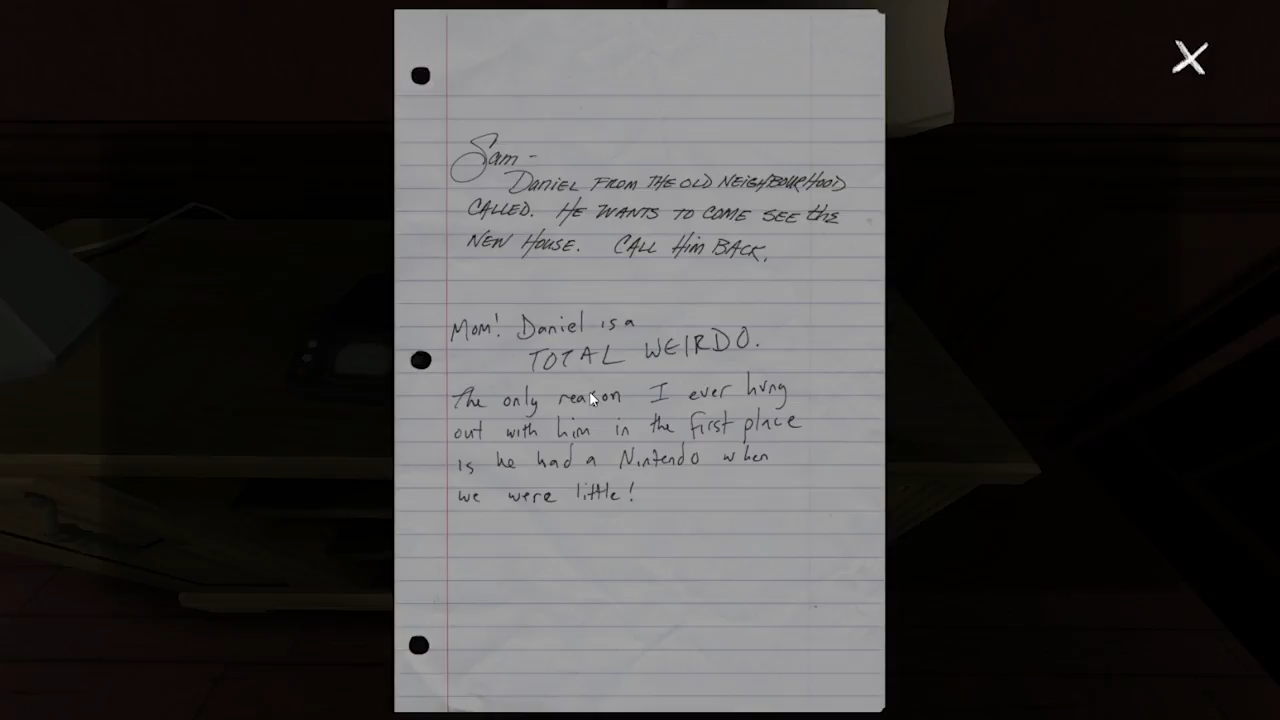 Sam -
DANIEL FROM THE OLD NEIGHBOURHOOD
CALLED. HE WANTS TO COME SEE the
NEW HOUSE. CALL HIM BACK.
Mom! Daniel is a
TOTAL WEIRDO.
The only reason I ever hung
out with him in the first place
is he had a Nintendo when
we were little!